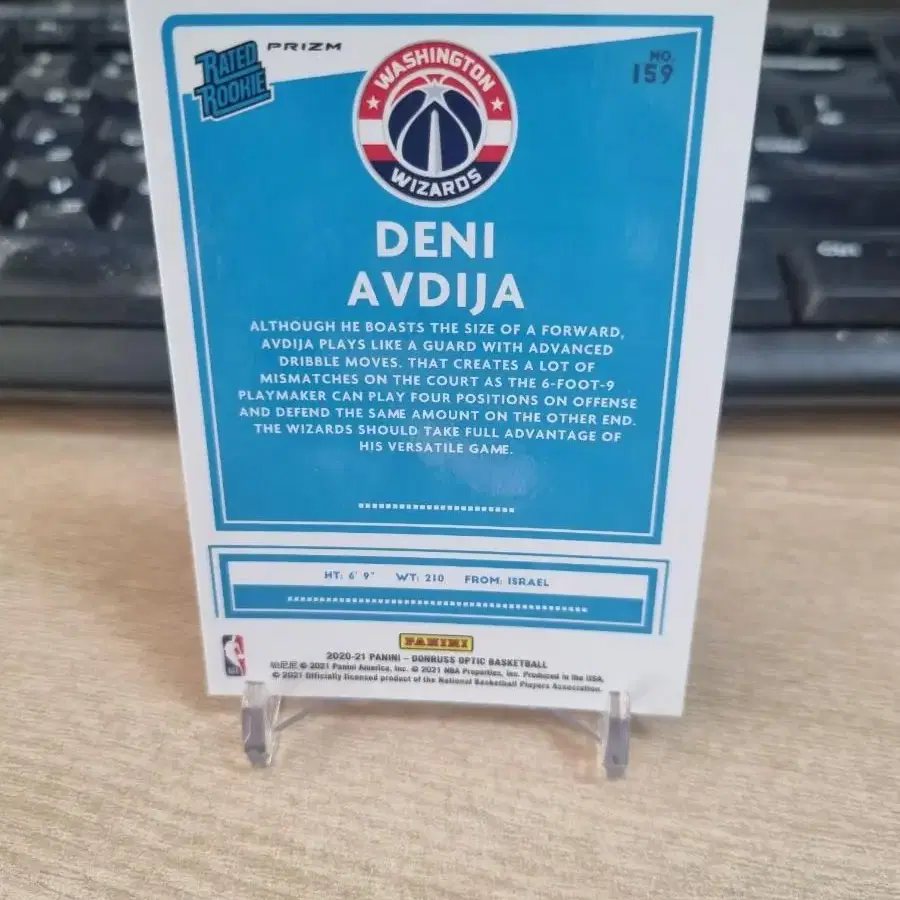 RATED
ROOKIE
PRIZM
WASHINGTON
WIZARDS
NO.
159
DENI
AVDIJA
ALTHOUGH HE BOASTS THE SIZE OF A FORWARD,
AVDIJA PLAYS LIKE A GUARD WITH ADVANCED
DRIBBLE MOVES. THAT CREATES A LOT OF
MISMATCHES ON THE COURT AS THE 6-FOOT-9
PLAYMAKER CAN PLAY FOUR POSITIONS ON OFFENSE
AND DEFEND THE SAME AMOUNT ON THE OTHER END.
THE WIZARDS SHOULD TAKE FULL ADVANTAGE OF
HIS VERSATILE GAME.
HT: 6' 9" WT: 210 FROM: ISRAEL
PANINI
2020-21 PANINI – DONRUSS OPTIC BASKETBALL
© 2021 Panini America, Inc. © 2021 NBA Properties, Inc. Produced in the USA.
© 2021 Officially licensed product of the National Basketball Players Association.
Ctrl